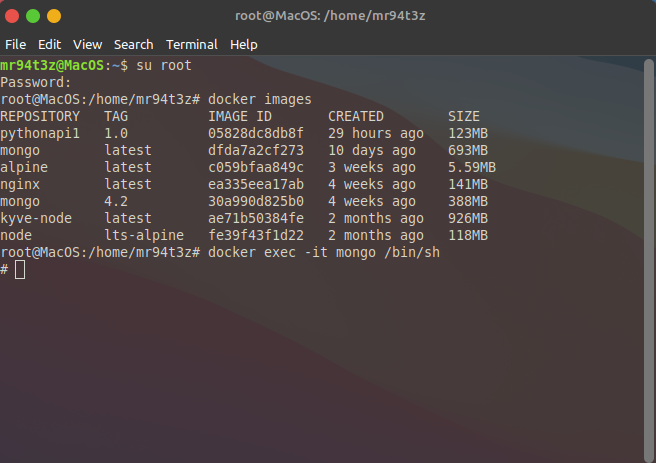 root@MacOS: /home/mr94t3z
File Edit View Search Terminal Help
mr94t3z@MacOS:~$ su root
Password:
root@MacOS:/home/mr94t3z# docker images
REPOSITORY   TAG          IMAGE ID       CREATED        SIZE
pythonapi1   1.0          05828dc8db8f   29 hours ago   123MB
mongo        latest       dfda7a2cf273   10 days ago    693MB
alpine       latest       c059bfaa849c   3 weeks ago    5.59MB
nginx        latest       ea335eea17ab   4 weeks ago    141MB
mongo        4.2          30a990d825b0   4 weeks ago    388MB
kyve-node    latest       ae71b50384fe   2 months ago   926MB
node         lts-alpine   fe39f43f1d22   2 months ago   118MB
root@MacOS:/home/mr94t3z# docker exec -it mongo /bin/sh
#